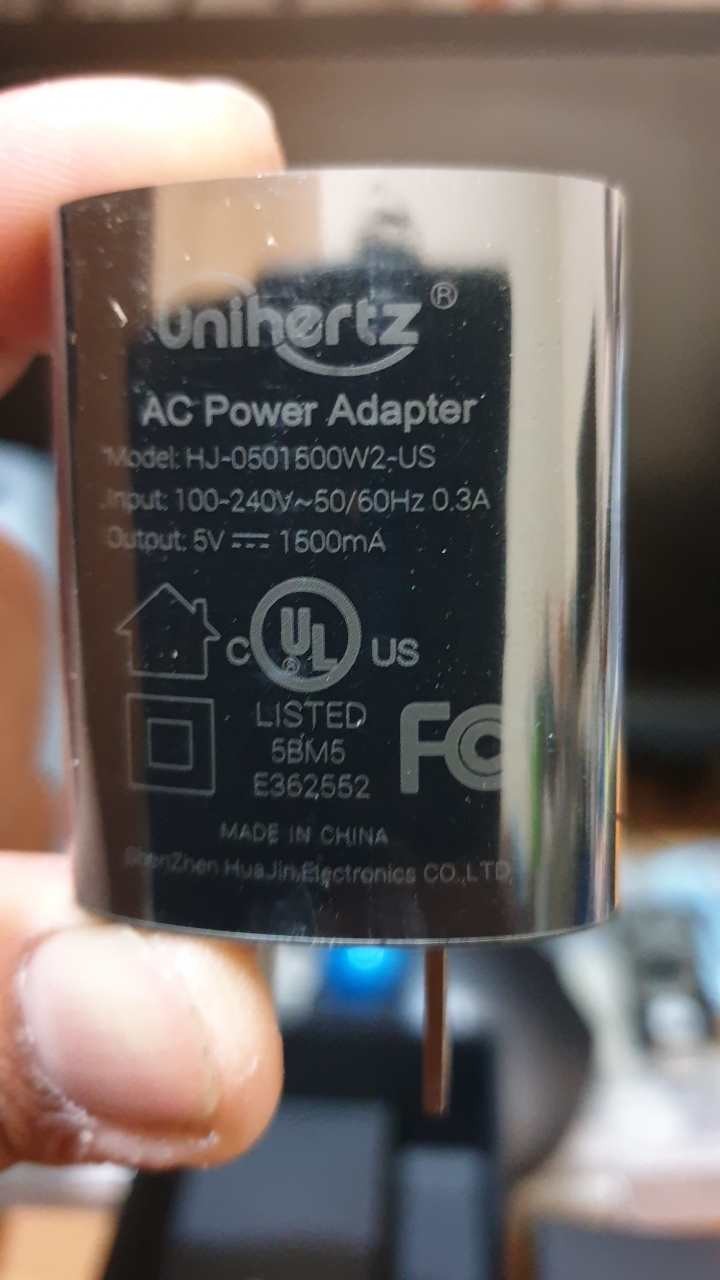 unihertz®
AC Power Adapter
Model: HJ-0501500W2-US
Input: 100-240V~50/60Hz 0.3A
Output: 5V ⎓ 1500mA
C UL® US
LISTED
5BM5
E362552
FC
MADE IN CHINA
ShenZhen HuaJin Electronics CO.,LTD